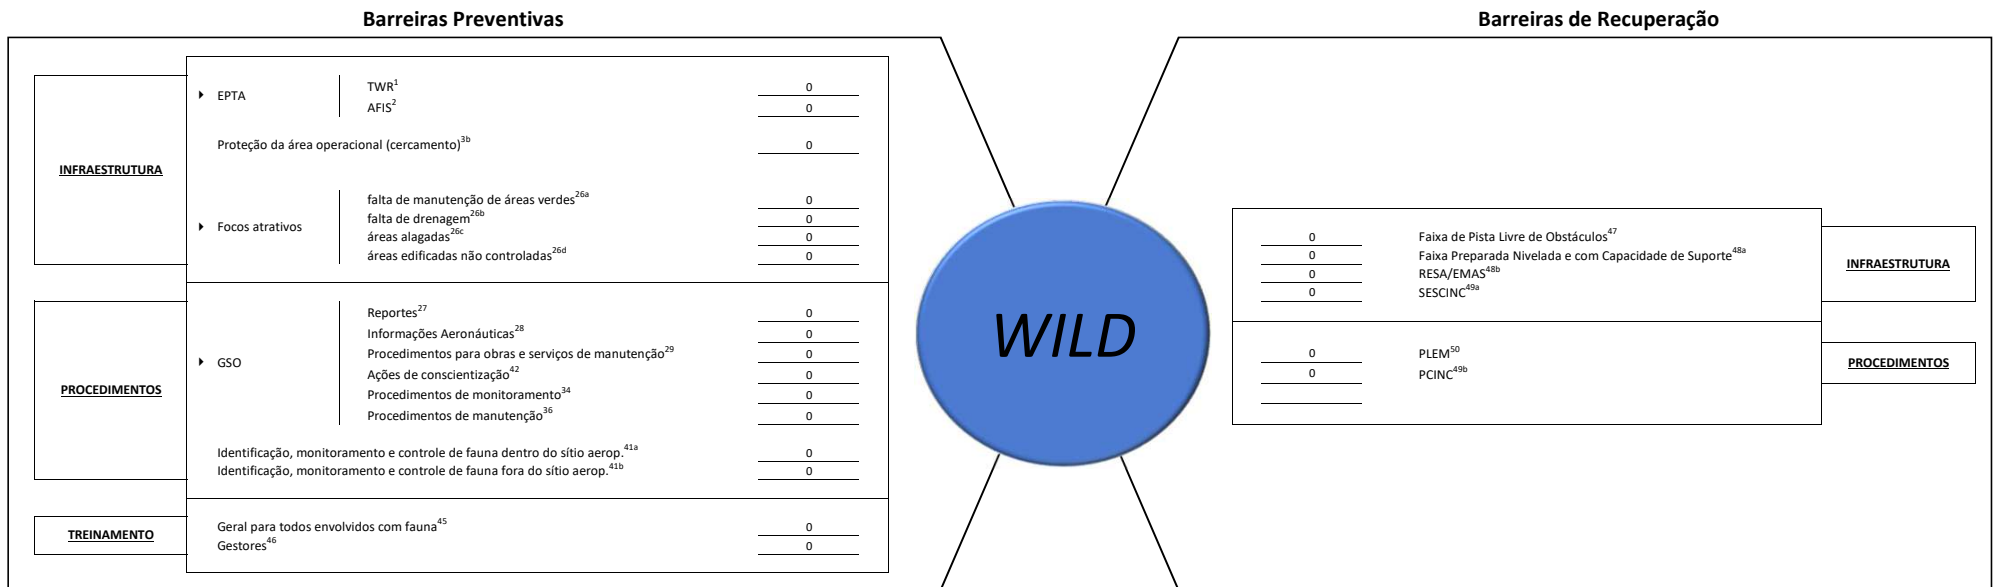 Barreiras Preventivas
Barreiras de Recuperação
INFRAESTRUTURA
EPTA
TWR1 0
AFIS2 0
Proteção da área operacional (cercamento)3b 0
Focos atrativos
falta de manutenção de áreas verdes26a 0
falta de drenagem26b 0
áreas alagadas26c 0
áreas edificadas não controladas26d 0
PROCEDIMENTOS
GSO
Reportes27 0
Informações Aeronáuticas28 0
Procedimentos para obras e serviços de manutenção29 0
Ações de conscientização42 0
Procedimentos de monitoramento34 0
Procedimentos de manutenção36 0
Identificação, monitoramento e controle de fauna dentro do sítio aerop.41a 0
Identificação, monitoramento e controle de fauna fora do sítio aerop.41b 0
TREINAMENTO
Geral para todos envolvidos com fauna45 0
Gestores46 0
WILD
0 Faixa de Pista Livre de Obstáculos47
0 Faixa Preparada Nivelada e com Capacidade de Suporte48a
0 RESA/EMAS48b
0 SESCINC49a
INFRAESTRUTURA
0 PLEM50
0 PCINC49b
PROCEDIMENTOS